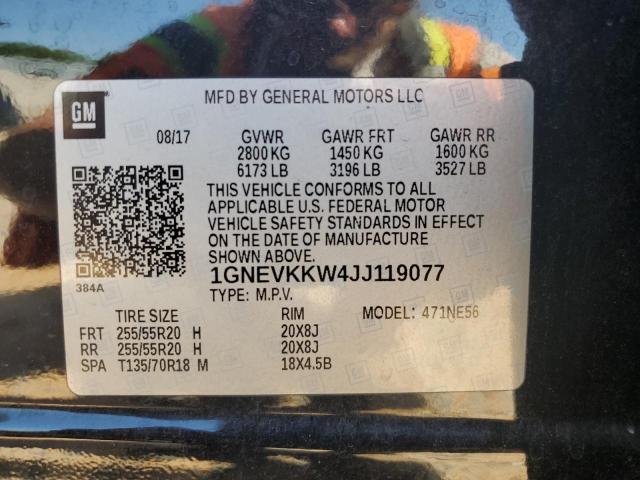 GM
MFD BY GENERAL MOTORS LLC
08/17 GVWR GAWR FRT GAWR RR
2800 KG 1450 KG 1600 KG
6173 LB 3196 LB 3527 LB
THIS VEHICLE CONFORMS TO ALL
APPLICABLE U.S. FEDERAL MOTOR
VEHICLE SAFETY STANDARDS IN EFFECT
ON THE DATE OF MANUFACTURE
SHOWN ABOVE.
384A
1GNEVKKW4JJ119077
TYPE: M.P.V. MODEL: 471NE56
TIRE SIZE RIM
FRT 255/55R20 H 20X8J
RR 255/55R20 H 20X8J
SPA T135/70R18 M 18X4.5B